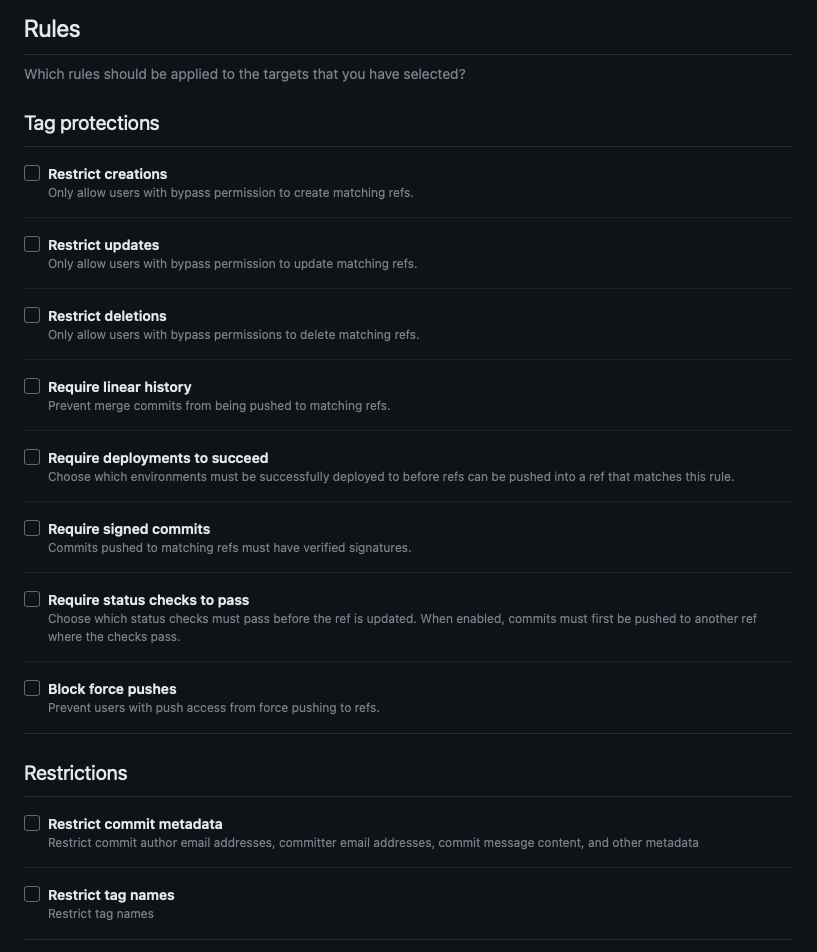 Rules
Which rules should be applied to the targets that you have selected?
Tag protections
Restrict creations
Only allow users with bypass permission to create matching refs.
Restrict updates
Only allow users with bypass permission to update matching refs.
Restrict deletions
Only allow users with bypass permissions to delete matching refs.
Require linear history
Prevent merge commits from being pushed to matching refs.
Require deployments to succeed
Choose which environments must be successfully deployed to before refs can be pushed into a ref that matches this rule.
Require signed commits
Commits pushed to matching refs must have verified signatures.
Require status checks to pass
Choose which status checks must pass before the ref is updated. When enabled, commits must first be pushed to another ref
where the checks pass.
Block force pushes
Prevent users with push access from force pushing to refs.
Restrictions
Restrict commit metadata
Restrict commit author email addresses, committer email addresses, commit message content, and other metadata
Restrict tag names
Restrict tag names